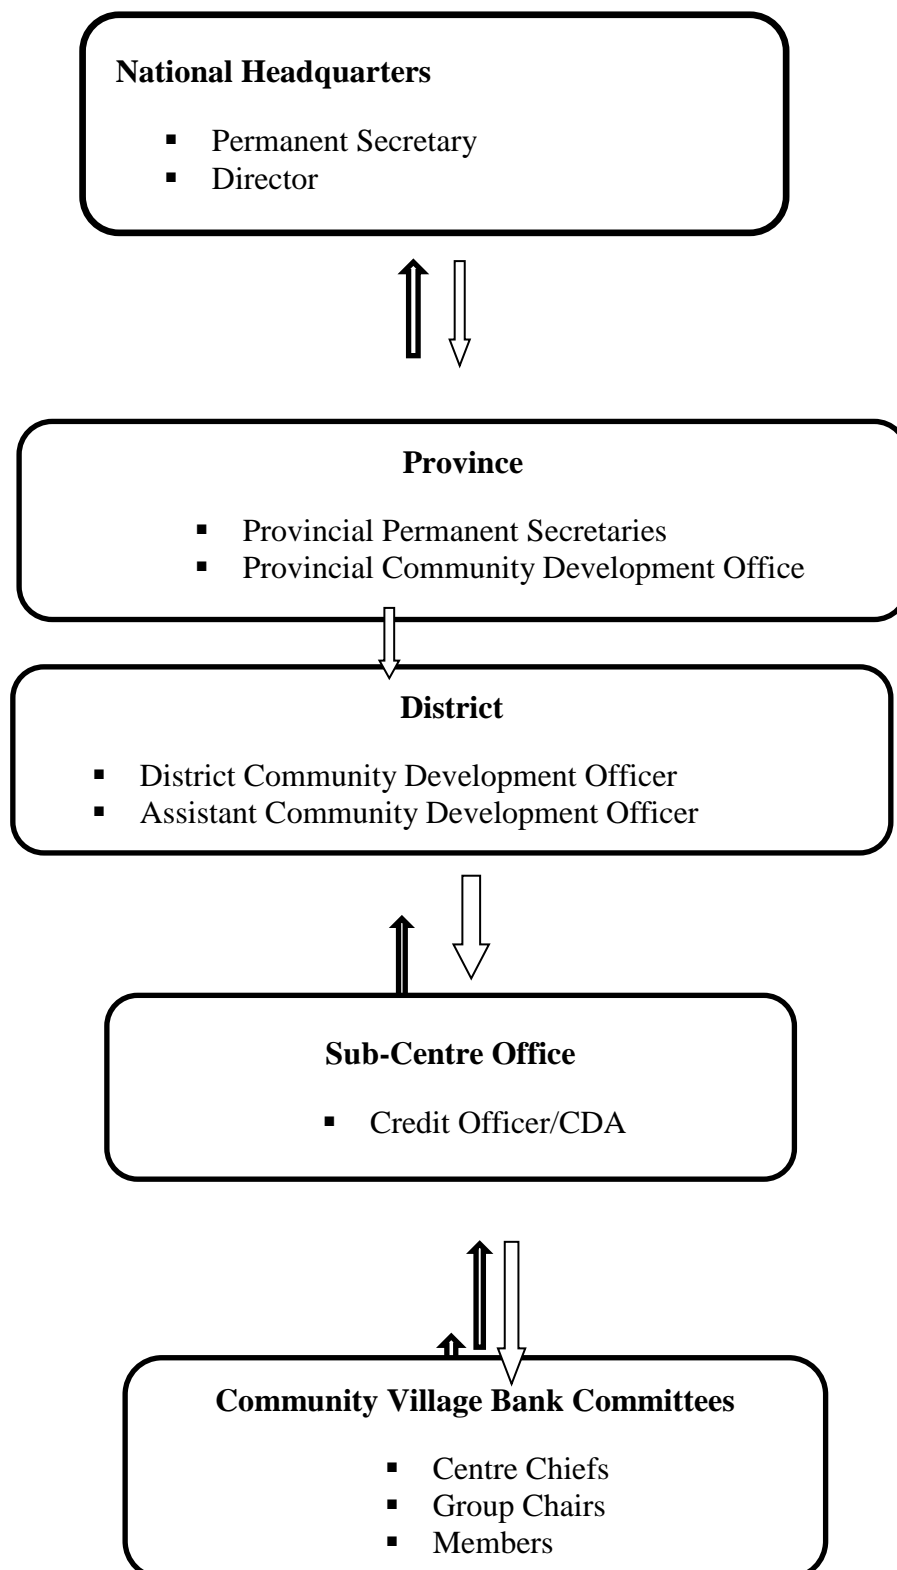 National Headquarters
▪ Permanent Secretary
▪ Director
Province
▪ Provincial Permanent Secretaries
▪ Provincial Community Development Office
District
▪ District Community Development Officer
▪ Assistant Community Development Officer
Sub-Centre Office
▪ Credit Officer/CDA
Community Village Bank Committees
▪ Centre Chiefs
▪ Group Chairs
▪ Members